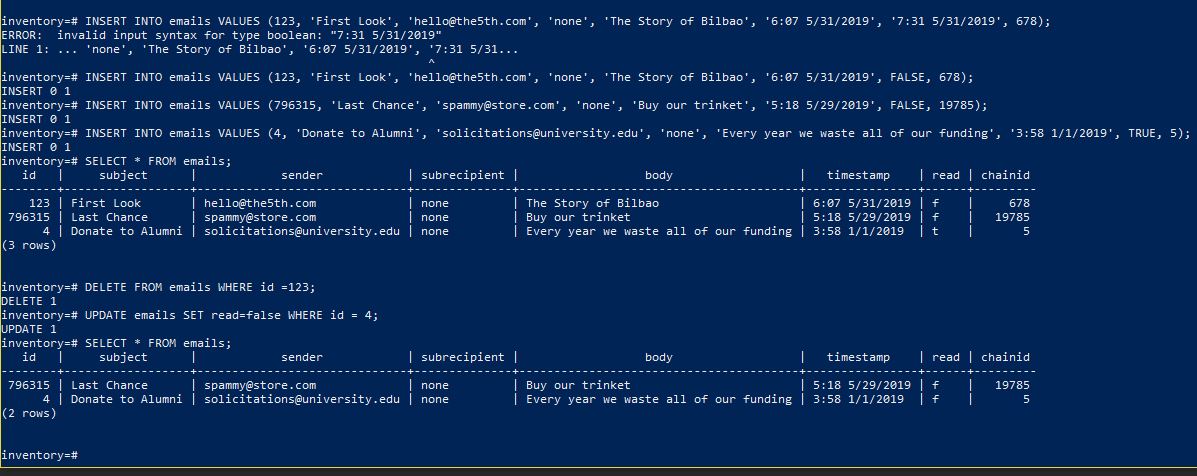 inventory=# INSERT INTO emails VALUES (123, 'First Look', 'hello@the5th.com', 'none', 'The Story of Bilbao', '6:07 5/31/2019', '7:31 5/31/2019', 678);
ERROR:  invalid input syntax for type boolean: "7:31 5/31/2019"
LINE 1: ... 'none', 'The Story of Bilbao', '6:07 5/31/2019', '7:31 5/31...
                                                             ^
inventory=# INSERT INTO emails VALUES (123, 'First Look', 'hello@the5th.com', 'none', 'The Story of Bilbao', '6:07 5/31/2019', FALSE, 678);
INSERT 0 1
inventory=# INSERT INTO emails VALUES (796315, 'Last Chance', 'spammy@store.com', 'none', 'Buy our trinket', '5:18 5/29/2019', FALSE, 19785);
INSERT 0 1
inventory=# INSERT INTO emails VALUES (4, 'Donate to Alumni', 'solicitations@university.edu', 'none', 'Every year we waste all of our funding', '3:58 1/1/2019', TRUE, 5);
INSERT 0 1
inventory=# SELECT * FROM emails;
   id   |     subject      |            sender            | subrecipient |                  body                  |   timestamp    | read | chainid
--------+------------------+------------------------------+--------------+----------------------------------------+----------------+------+---------
    123 | First Look       | hello@the5th.com             | none         | The Story of Bilbao                    | 6:07 5/31/2019 | f    |     678
 796315 | Last Chance      | spammy@store.com             | none         | Buy our trinket                        | 5:18 5/29/2019 | f    |   19785
      4 | Donate to Alumni | solicitations@university.edu | none         | Every year we waste all of our funding | 3:58 1/1/2019  | t    |       5
(3 rows)
inventory=# DELETE FROM emails WHERE id =123;
DELETE 1
inventory=# UPDATE emails SET read=false WHERE id = 4;
UPDATE 1
inventory=# SELECT * FROM emails;
   id   |     subject      |            sender            | subrecipient |                  body                  |   timestamp    | read | chainid
--------+------------------+------------------------------+--------------+----------------------------------------+----------------+------+---------
 796315 | Last Chance      | spammy@store.com             | none         | Buy our trinket                        | 5:18 5/29/2019 | f    |   19785
      4 | Donate to Alumni | solicitations@university.edu | none         | Every year we waste all of our funding | 3:58 1/1/2019  | f    |       5
(2 rows)
inventory=#